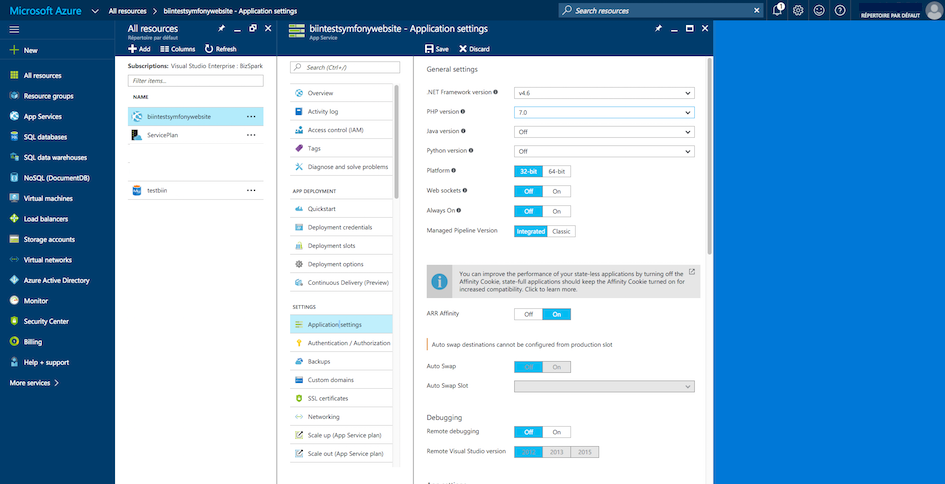 Microsoft Azure
All resources
biintestsymfonywebsite - Application settings
Search resources
1
RÉPERTOIRE PAR DÉFAUT
New
All resources
Resource groups
App Services
SQL databases
SQL data warehouses
NoSQL (DocumentDB)
Virtual machines
Load balancers
Storage accounts
Virtual networks
Azure Active Directory
Monitor
Security Center
Billing
Help + support
More services
All resources
Répertoire par défaut
Add
Columns
Refresh
Subscriptions: Visual Studio Enterprise : BizSpark
Filter items...
NAME
biintestsymfonywebsite
ServicePlan
testbiin
biintestsymfonywebsite - Application settings
App Service
Search (Ctrl+/)
Overview
Activity log
Access control (IAM)
Tags
Diagnose and solve problems
APP DEPLOYMENT
Quickstart
Deployment credentials
Deployment slots
Deployment options
Continuous Delivery (Preview)
SETTINGS
Application settings
Authentication / Authorization
Backups
Custom domains
SSL certificates
Networking
Scale up (App Service plan)
Scale out (App Service plan)
Save
Discard
General settings
.NET Framework version v4.6
PHP version 7.0
Java version Off
Python version Off
Platform 32-bit 64-bit
Web sockets Off On
Always On Off On
Managed Pipeline Version Integrated Classic
You can improve the performance of your state-less applications by turning off the
Affinity Cookie, state-full applications should keep the Affinity Cookie turned on for
increased compatibility. Click to learn more.
ARR Affinity Off On
Auto swap destinations cannot be configured from production slot
Auto Swap Off On
Auto Swap Slot
Debugging
Remote debugging Off On
Remote Visual Studio version 2012 2013 2015